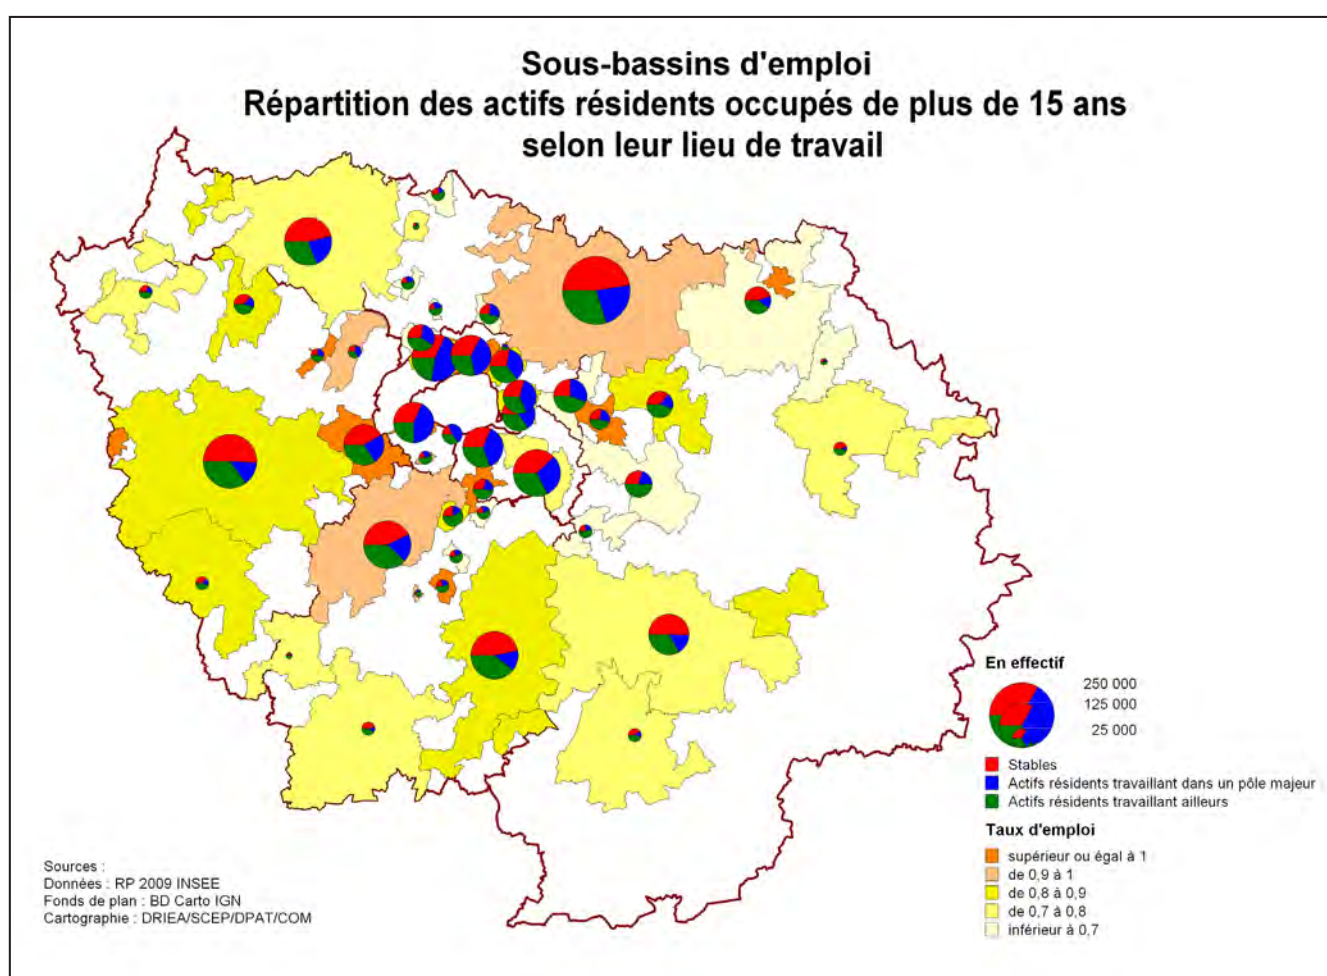 Sous-bassins d'emploi
Répartition des actifs résidents occupés de plus de 15 ans
selon leur lieu de travail
En effectif
250 000
125 000
25 000
Stables
Actifs résidents travaillant dans un pôle majeur
Actifs résidents travaillant ailleurs
Taux d'emploi
supérieur ou égal à 1
de 0,9 à 1
de 0,8 à 0,9
de 0,7 à 0,8
inférieur à 0,7
Sources :
Données : RP 2009 INSEE
Fonds de plan : BD Carto IGN
Cartographie : DRIEA/SCEP/DPAT/COM